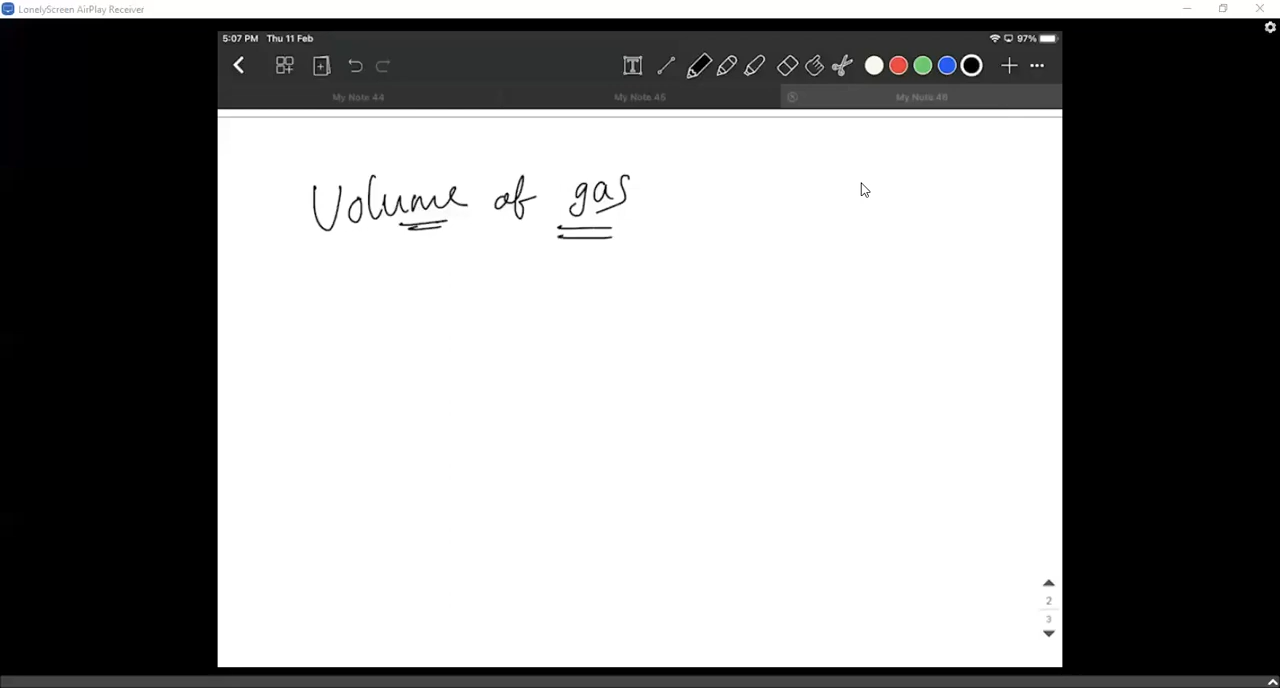 LonelyScreen AirPlay Receiver
5:07 PM Thu 11 Feb
97%
My Note 44
My Note 45
My Note 46
Volume of gas
2
3